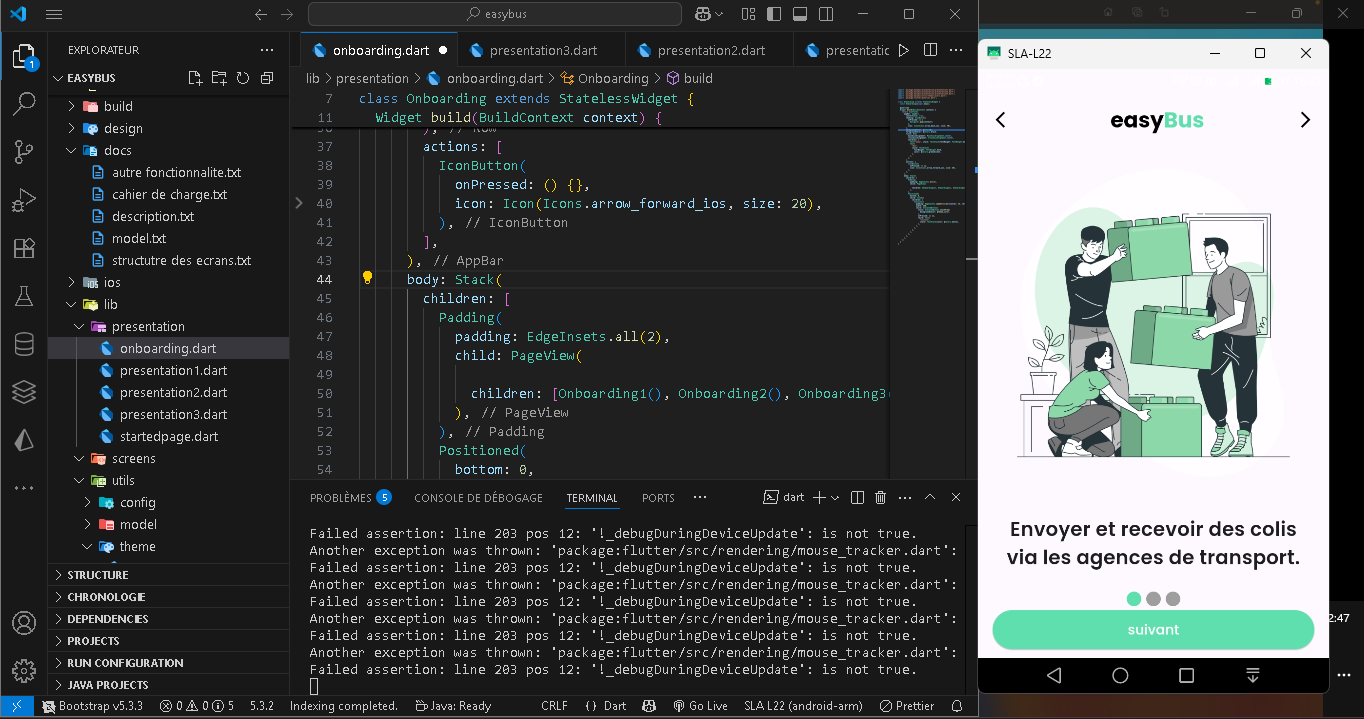 easybus
EXPLORATEUR
EASYBUS
build
design
docs
autre fonctionnalite.txt
cahier de charge.txt
description.txt
model.txt
structutre des ecrans.txt
ios
lib
presentation
onboarding.dart
presentation1.dart
presentation2.dart
presentation3.dart
startedpage.dart
screens
utils
config
model
theme
STRUCTURE
CHRONOLOGIE
DEPENDENCIES
PROJECTS
RUN CONFIGURATION
JAVA PROJECTS
1
onboarding.dart
presentation3.dart
presentation2.dart
presentatic
lib > presentation > onboarding.dart > Onboarding > build
7 class Onboarding extends StatelessWidget {
11 Widget build(BuildContext context) {
36 ), // Row
37 actions: [
38 IconButton(
39 onPressed: () {},
40 icon: Icon(Icons.arrow_forward_ios, size: 20),
41 ), // IconButton
42 ],
43 ), // AppBar
44 body: Stack(
45 children: [
46 Padding(
47 padding: EdgeInsets.all(2),
48 child: PageView(
50 children: [Onboarding1(), Onboarding2(), Onboarding3(
51 ), // PageView
52 ), // Padding
53 Positioned(
54 bottom: 0,
PROBLÈMES 5
CONSOLE DE DÉBOGAGE
TERMINAL
PORTS
dart
Failed assertion: line 203 pos 12: '!_debugDuringDeviceUpdate': is not true.
Another exception was thrown: 'package:flutter/src/rendering/mouse_tracker.dart':
Failed assertion: line 203 pos 12: '!_debugDuringDeviceUpdate': is not true.
Another exception was thrown: 'package:flutter/src/rendering/mouse_tracker.dart':
Failed assertion: line 203 pos 12: '!_debugDuringDeviceUpdate': is not true.
Another exception was thrown: 'package:flutter/src/rendering/mouse_tracker.dart':
Failed assertion: line 203 pos 12: '!_debugDuringDeviceUpdate': is not true.
Another exception was thrown: 'package:flutter/src/rendering/mouse_tracker.dart':
Failed assertion: line 203 pos 12: '!_debugDuringDeviceUpdate': is not true.
Bootstrap v5.3.3 0 0 5 5.3.2 Indexing completed. Java: Ready CRLF {} Dart Go Live SLA L22 (android-arm) Prettier
SLA-L22
easyBus
Envoyer et recevoir des colis
via les agences de transport.
suivant
2:47